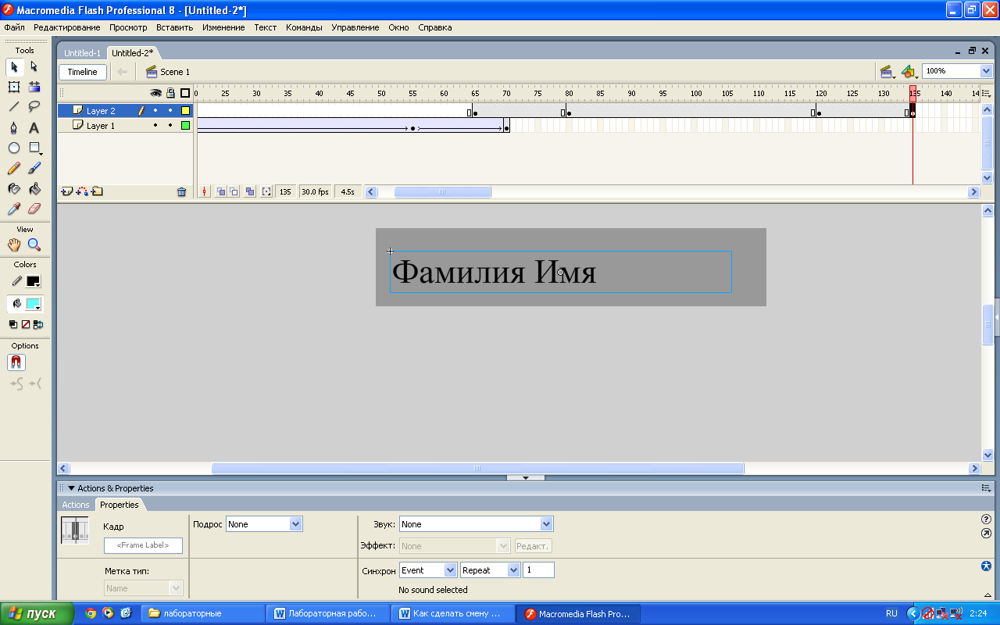 Macromedia Flash Professional 8 - [Untitled-2*]
Файл Редактирование Просмотр Вставить Изменение Текст Команды Управление Окно Справка
Tools
Untitled-1 Untitled-2*
Timeline Scene 1 100%
0 25 30 35 40 45 50 55 60 65 70 75 80 85 90 95 100 105 110 115 120 125 130 135 140 14
Layer 2
Layer 1
135 30.0 fps 4.5s
View
Colors
Options
Фамилия Имя
Actions & Properties
Actions Properties
Кадр Подрос None Звук: None
<Frame Label> Эффект: None Редакт.
Метка тип: Синхрон Event Repeat 1
Name
No sound selected
пуск лабораторные Лабораторная рабо... Как сделать смену ... Macromedia Flash Pro... RU 2:24